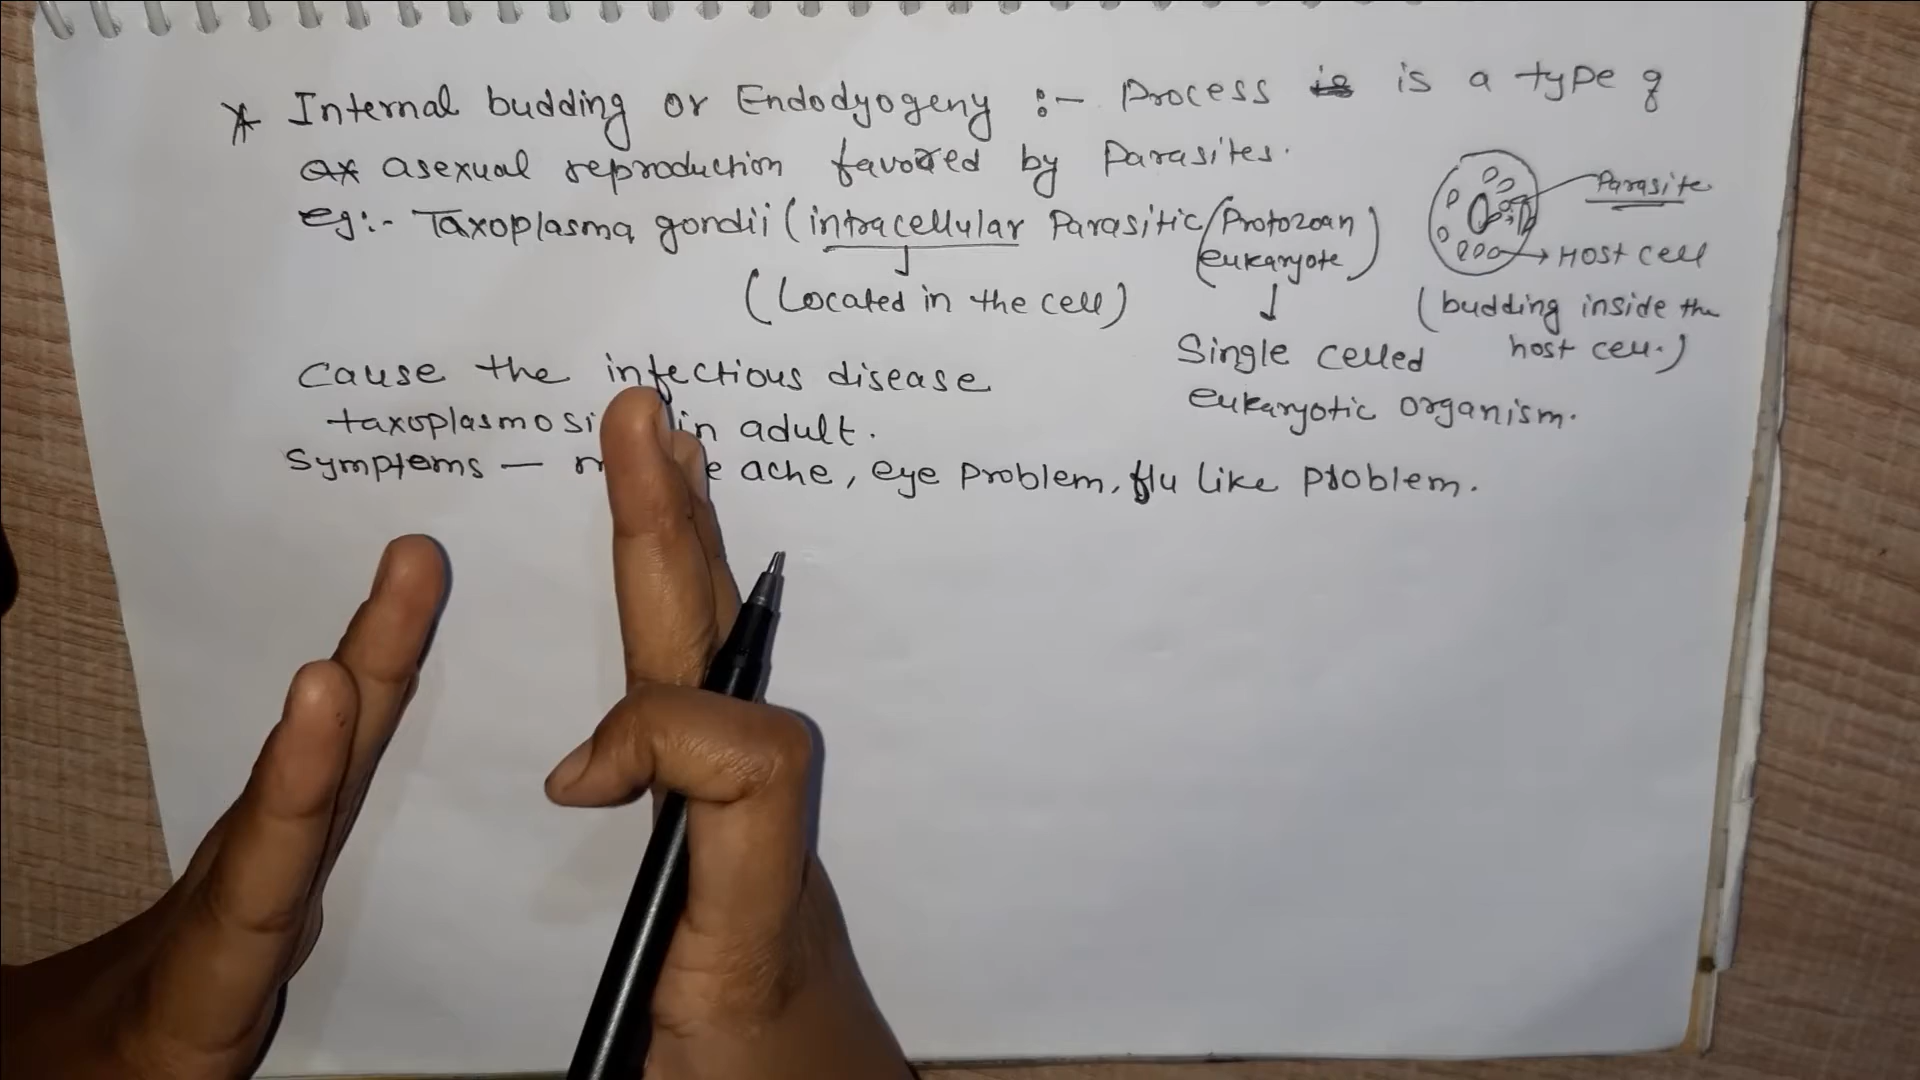 * Internal budding or Endodyogeny :- Process is is a type of
asexual reproduction favored by Parasites.
eg:- Taxoplasma gondii (intracellular Parasitic/Protozoan
eukaryote)
(Located in the cell)
Single celled
eukaryotic organism.
Parasite
Host cell
(budding inside the
host cell.)
Cause the infectious disease
in adult.
Symptems — ache, eye problem, flu like problem.